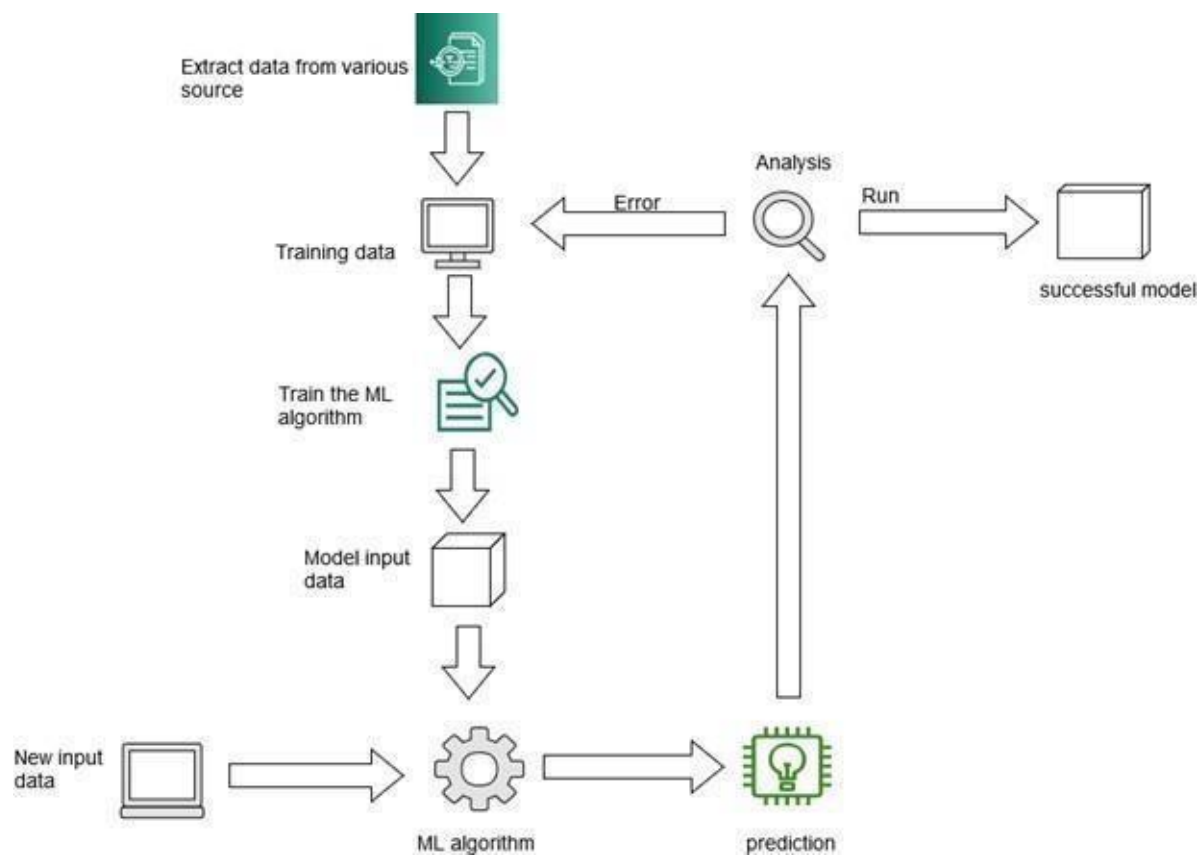 Extract data from various
source
Analysis
Error
Run
Training data
successful model
Train the ML
algorithm
Model input
data
New input
data
ML algorithm
prediction